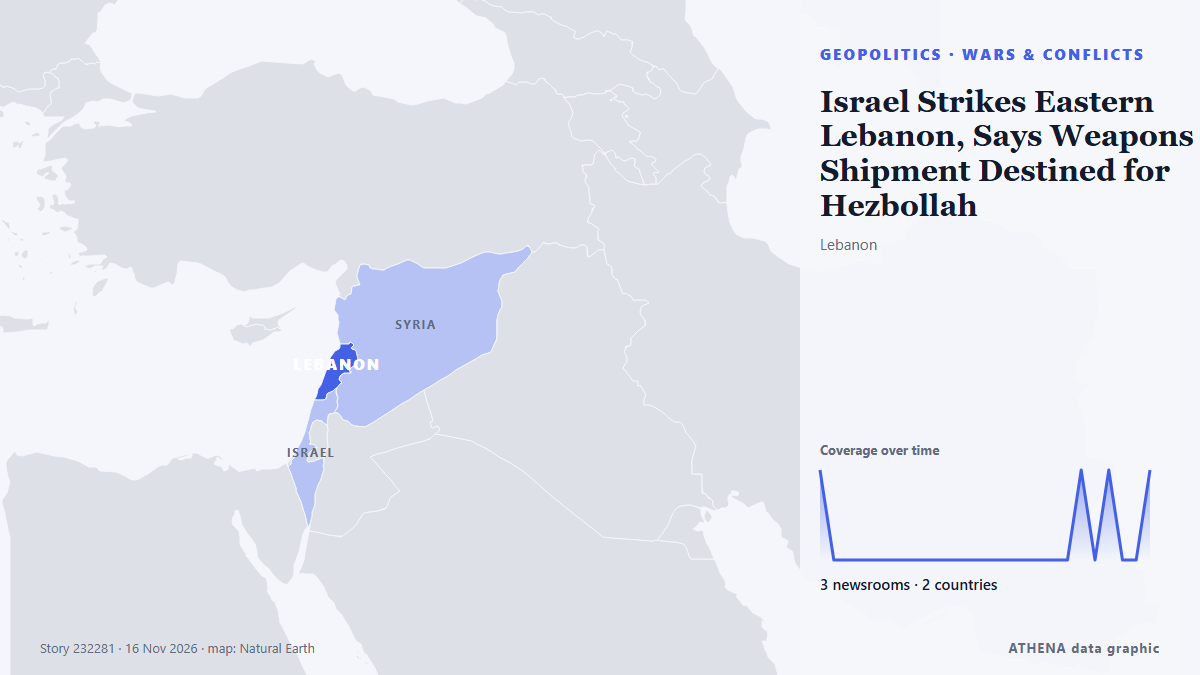 GEOPOLITICS · WARS & CONFLICTS
Israel Strikes Eastern
Lebanon, Says Weapons
Shipment Destined for
Hezbollah
Lebanon
SYRIA
LEBANON
ISRAEL
Coverage over time
3 newsrooms · 2 countries
Story 232281 · 16 Nov 2026 · map: Natural Earth
ATHENA data graphic